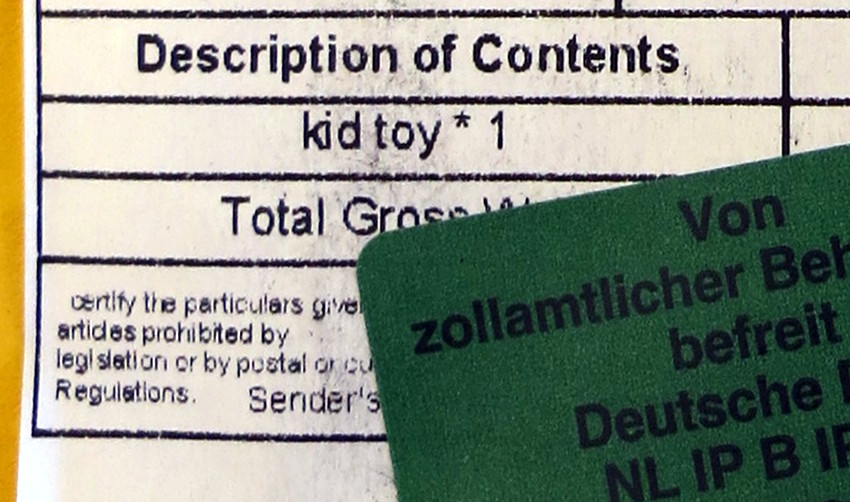 Description of Contents
kid toy * 1
Total Gross
certify the particulars
articles prohibited by
legislation or by postal or
Regulations. Sender's
Von
zollamtlicher
befreit
Deutsche
NL IP B